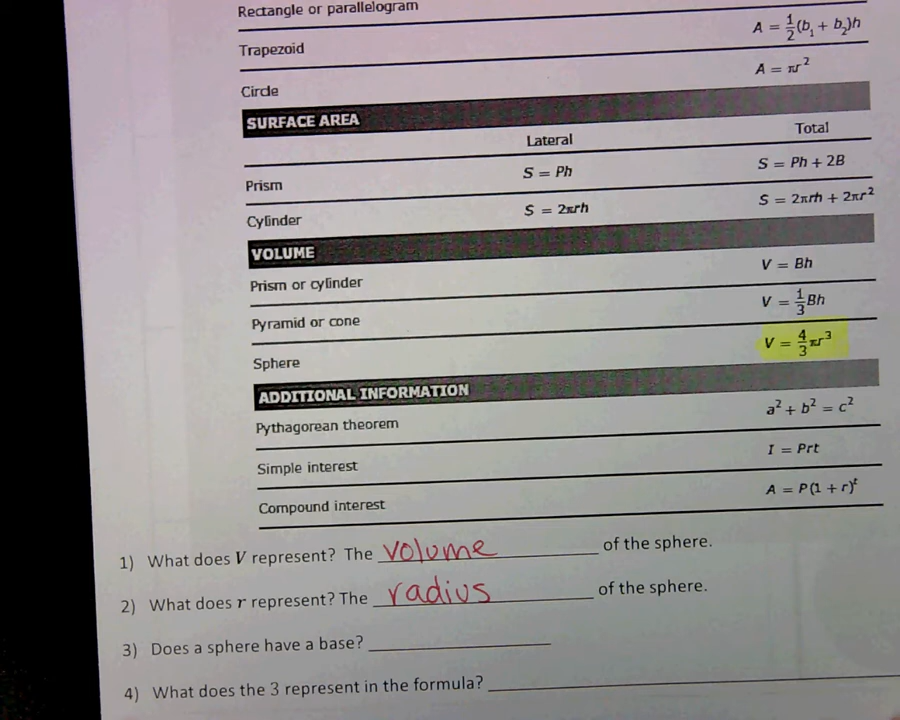 Rectangle or parallelogram
Trapezoid A = 1/2(b₁ + b₂)h
Circle A = πr²
SURFACE AREA
Lateral Total
Prism S = Ph S = Ph + 2B
Cylinder S = 2πrh S = 2πrh + 2πr²
VOLUME
Prism or cylinder V = Bh
Pyramid or cone V = 1/3Bh
Sphere V = 4/3πr³
ADDITIONAL INFORMATION
Pythagorean theorem a² + b² = c²
Simple interest I = Prt
Compound interest A = P(1 + r)ᵗ
1) What does V represent? The volume of the sphere.
2) What does r represent? The radius of the sphere.
3) Does a sphere have a base?
4) What does the 3 represent in the formula?